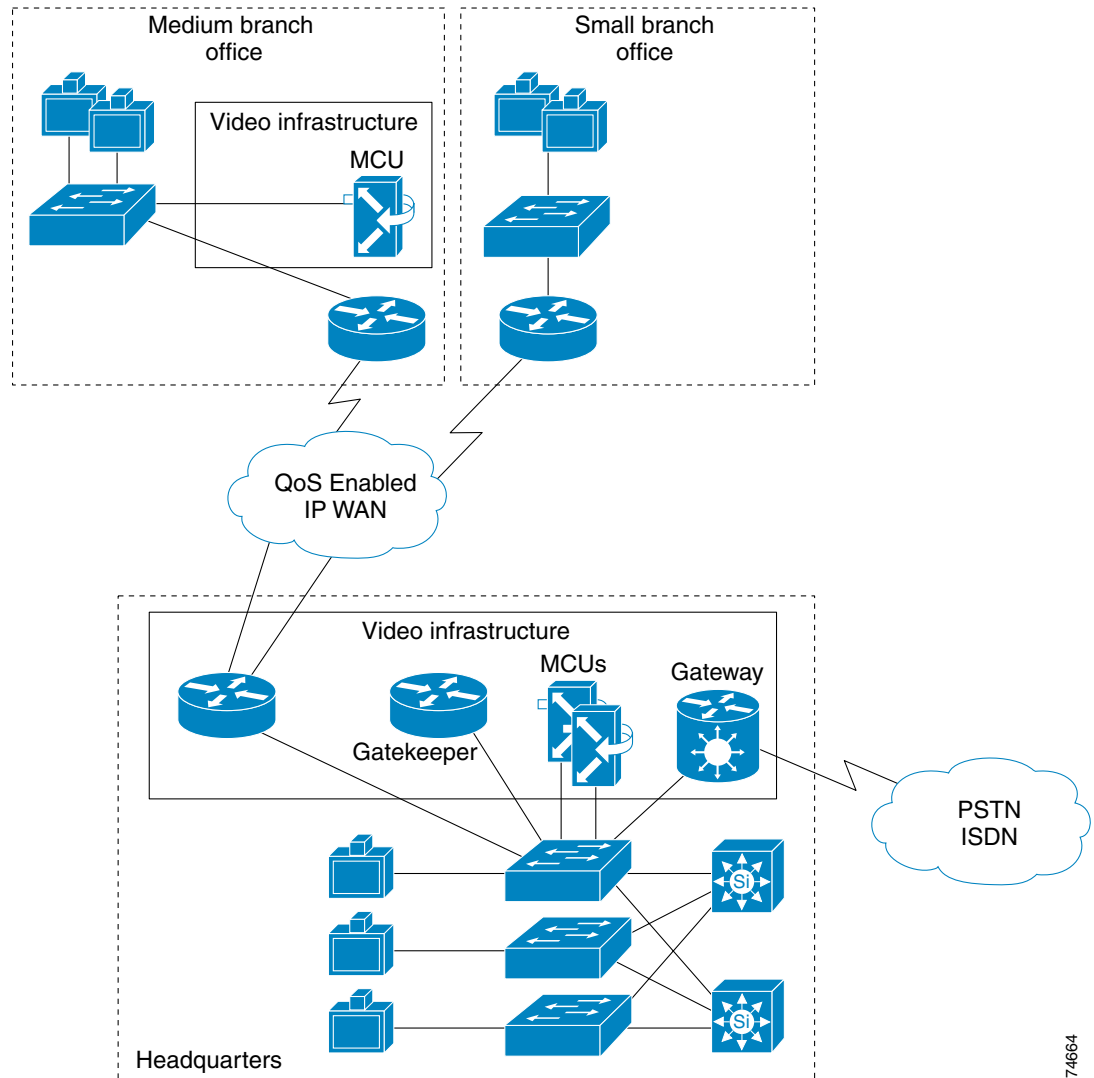 Medium branch
office
Small branch
office
Video infrastructure
MCU
QoS Enabled
IP WAN
Video infrastructure
MCUs
Gateway
Gatekeeper
PSTN
ISDN
Si
Si
Headquarters
74664